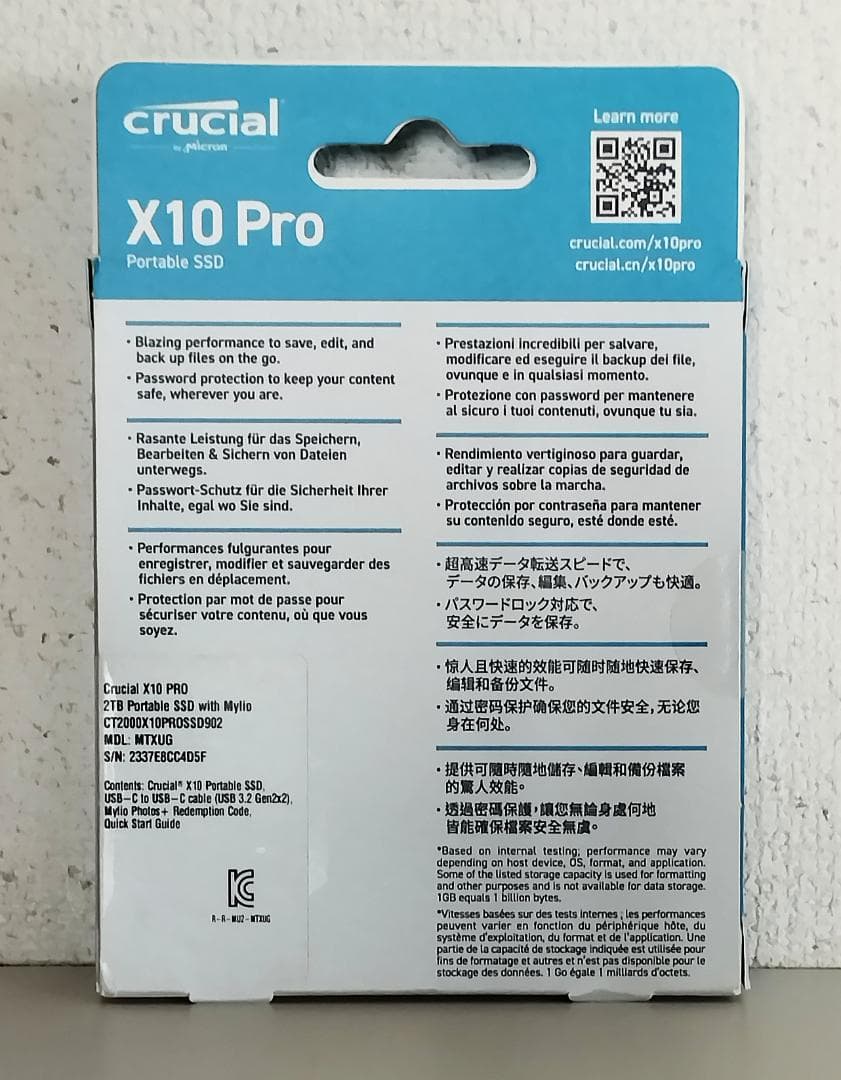 crucial
by Micron
X10 Pro
Portable SSD
Learn more
crucial.com/x10pro
crucial.cn/x10pro
• Blazing performance to save, edit, and
back up files on the go.
• Password protection to keep your content
safe, wherever you are.
• Rasante Leistung für das Speichern,
Bearbeiten & Sichern von Dateien
unterwegs.
• Passwort-Schutz für die Sicherheit Ihrer
Inhalte, egal wo Sie sind.
• Performances fulgurantes pour
enregistrer, modifier et sauvegarder des
fichiers en déplacement.
• Protection par mot de passe pour
sécuriser votre contenu, où que vous
soyez.
Crucial X10 PRO
2TB Portable SSD with Mylio
CT2000X10PROSSD902
MDL: MTXUG
S/N: 2337E8CC4D5F
Contents: Crucial® X10 Portable SSD,
USB-C to USB-C cable (USB 3.2 Gen2x2),
Mylio Photos+ Redemption Code,
Quick Start Guide
R-R-MU2-MTXUG
• Prestazioni incredibili per salvare,
modificare ed eseguire il backup dei file,
ovunque e in qualsiasi momento.
• Protezione con password per mantenere
al sicuro i tuoi contenuti, ovunque tu sia.
• Rendimiento vertiginoso para guardar,
editar y realizar copias de seguridad de
archivos sobre la marcha.
• Protección por contraseña para mantener
su contenido seguro, esté donde esté.
• 超高速データ転送スピードで、
データの保存、編集、バックアップも快適。
• パスワードロック対応で、
安全にデータを保存。
• 惊人且快速的效能可随时随地快速保存、
编辑和备份文件。
• 通过密码保护确保您的文件安全，无论您
身在何处。
• 提供可隨時隨地儲存、編輯和備份檔案
的驚人效能。
• 透過密碼保護，讓您無論身處何地
皆能確保檔案安全無虞。
*Based on internal testing; performance may vary
depending on host device, OS, format, and application.
Some of the listed storage capacity is used for formatting
and other purposes and is not available for data storage.
1GB equals 1 billion bytes.
*Vitesses basées sur des tests internes ; les performances
peuvent varier en fonction du périphérique hôte, du
système d'exploitation, du format et de l'application. Une
partie de la capacité de stockage indiquée est utilisée pour
fins de formatage et autres et n'est pas disponible pour le
stockage des données. 1 Go égale 1 milliards d'octets.